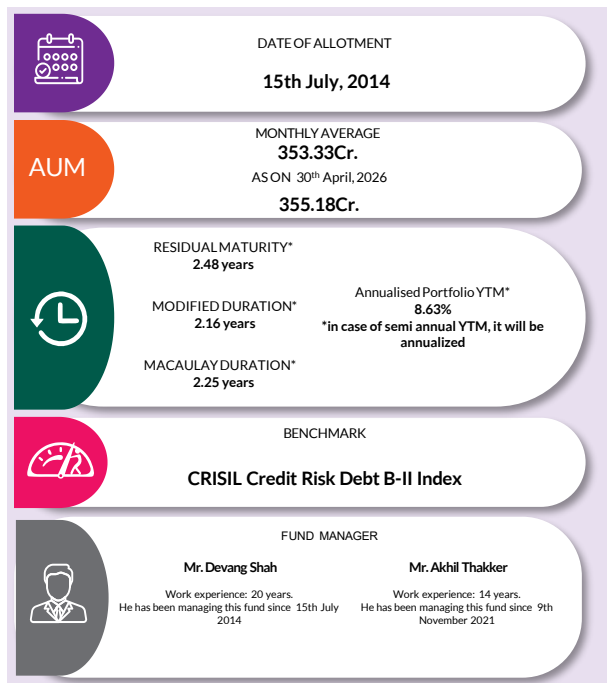 DATE OF ALLOTMENT
15th July, 2014
AUM
MONTHLY AVERAGE
353.33Cr.
AS ON 30th April, 2026
355.18Cr.
RESIDUAL MATURITY*
2.48 years
MODIFIED DURATION*
2.16 years
MACAULAY DURATION*
2.25 years
Annualised Portfolio YTM*
8.63%
*in case of semi annual YTM, it will be
annualized
BENCHMARK
CRISIL Credit Risk Debt B-II Index
FUND MANAGER
Mr. Devang Shah
Work experience: 20 years.
He has been managing this fund since 15th July
2014
Mr. Akhil Thakker
Work experience: 14 years.
He has been managing this fund since 9th
November 2021